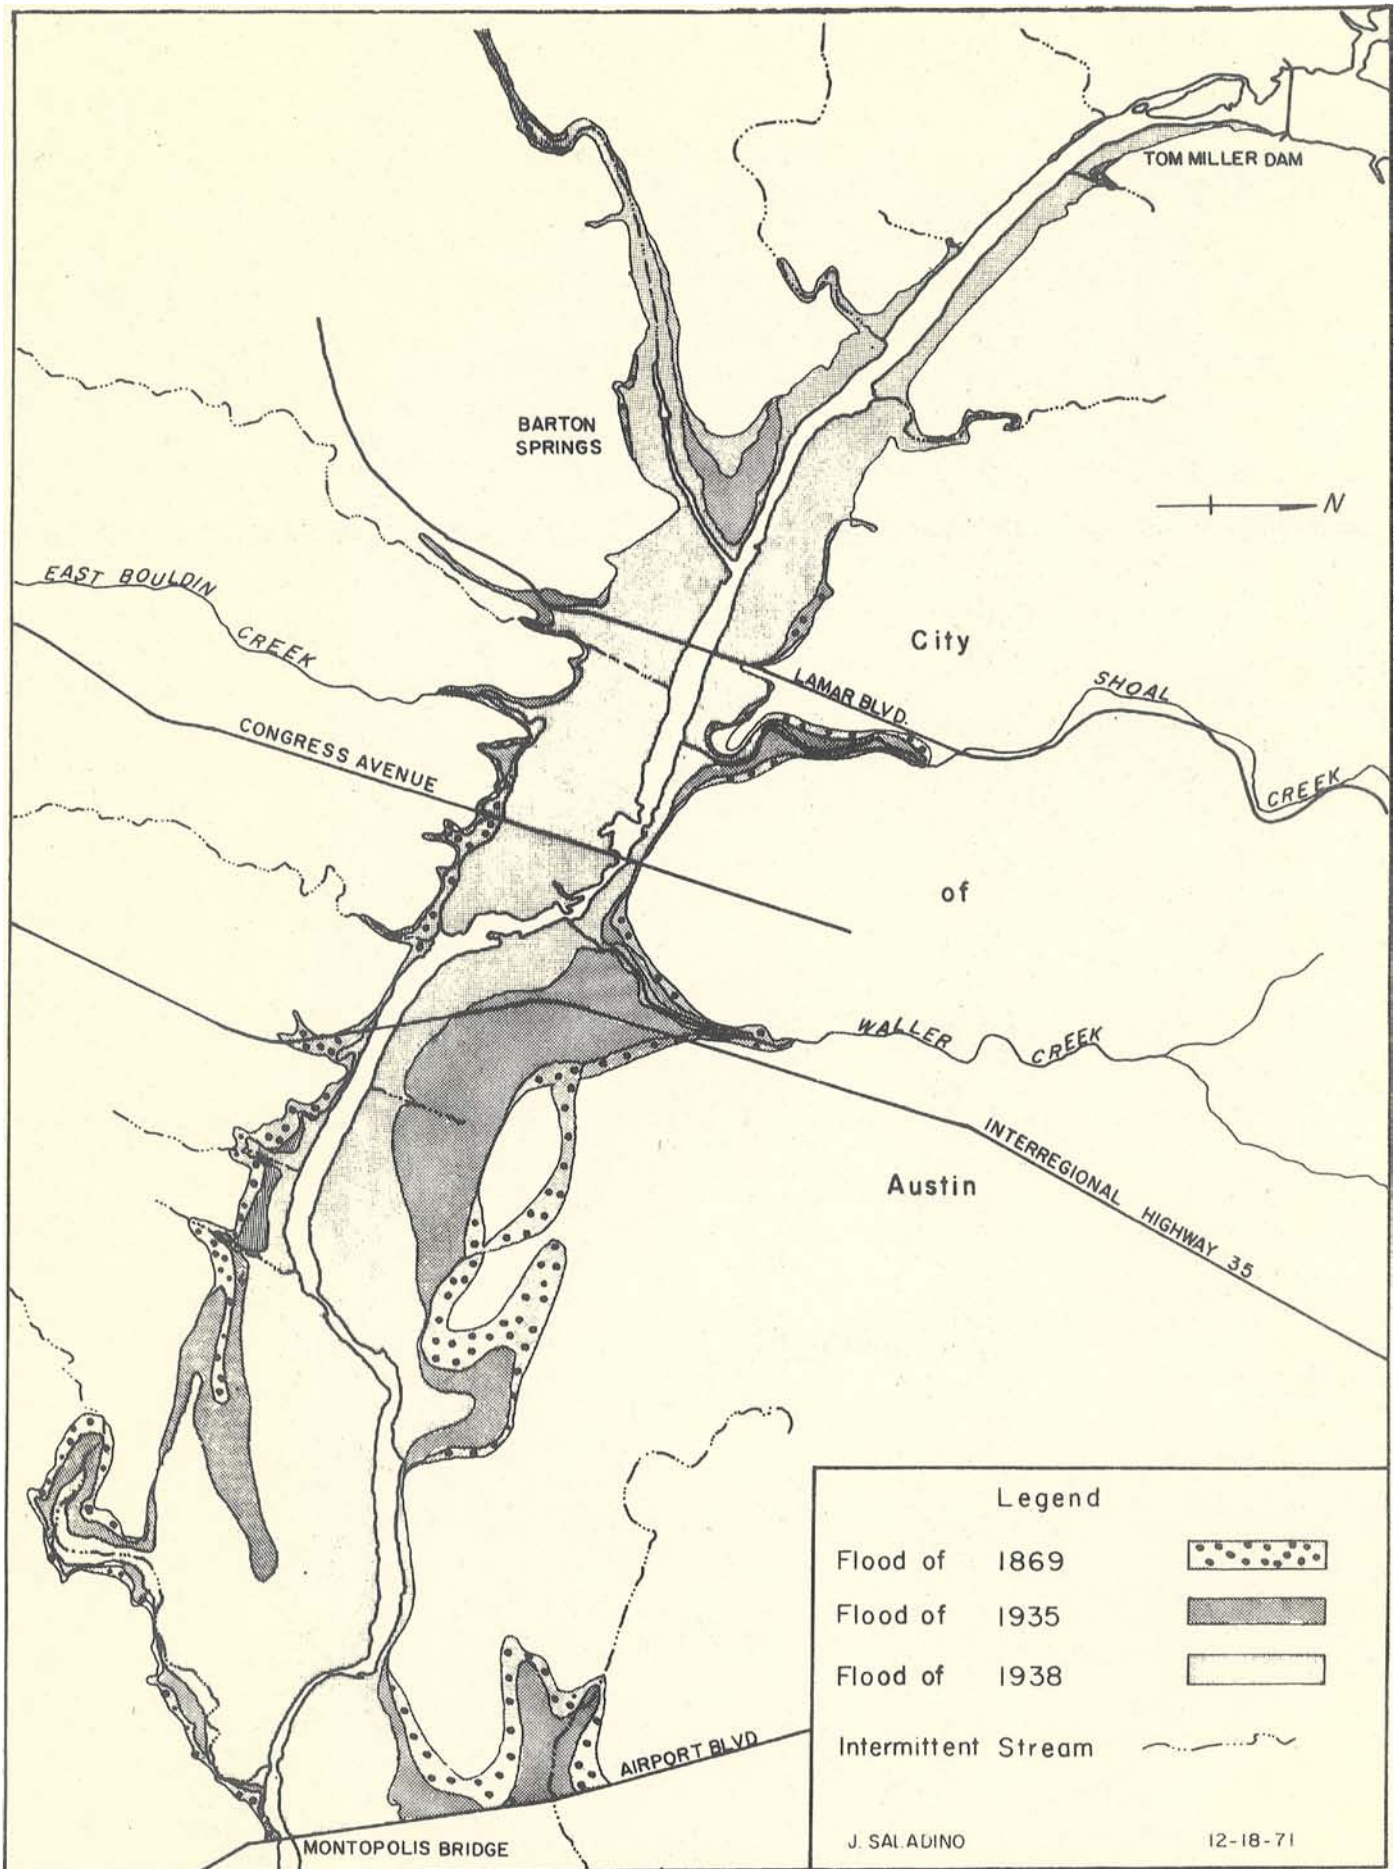 TOM MILLER DAM
BARTON
SPRINGS
N
EAST BOULDIN
CREEK
City
LAMAR BLVD.
SHOAL
CREEK
CONGRESS AVENUE
of
WALLER
CREEK
INTERREGIONAL
HIGHWAY 35
Austin
Legend
Flood of 1869
Flood of 1935
Flood of 1938
Intermittent Stream
AIRPORT BLVD
MONTOPOLIS BRIDGE
J. SALADINO 12-18-71